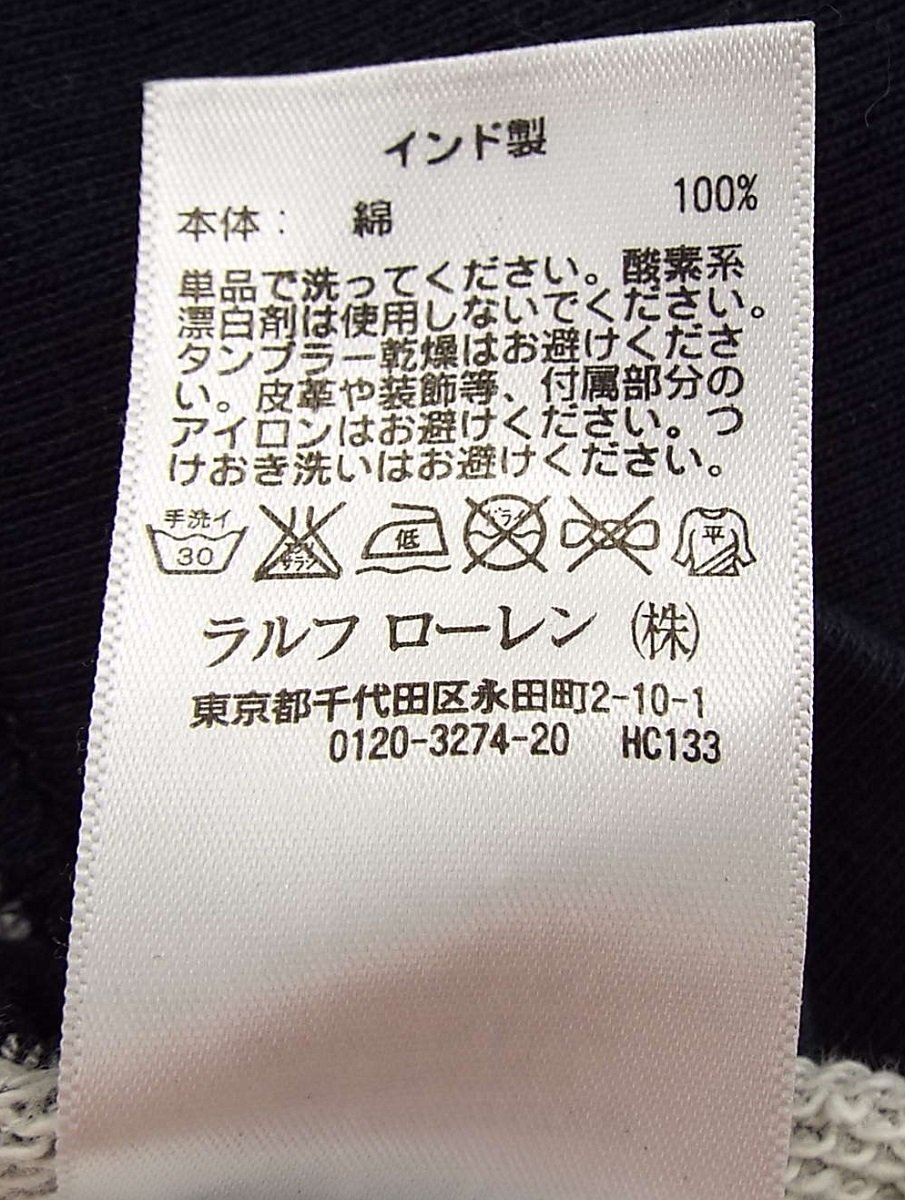 インド製
本体： 綿 100%
単品で洗ってください。酸素系
漂白剤は使用しないでください。
タンブラー乾燥はお避けくださ
い。皮革や装飾等、付属部分の
アイロンはお避けください。つ
けおき洗いはお避けください。
手洗イ 30 エンソサラシ 低 ドライ 平
ラルフ ローレン ㈱
東京都千代田区永田町2-10-1
0120-3274-20 HC133